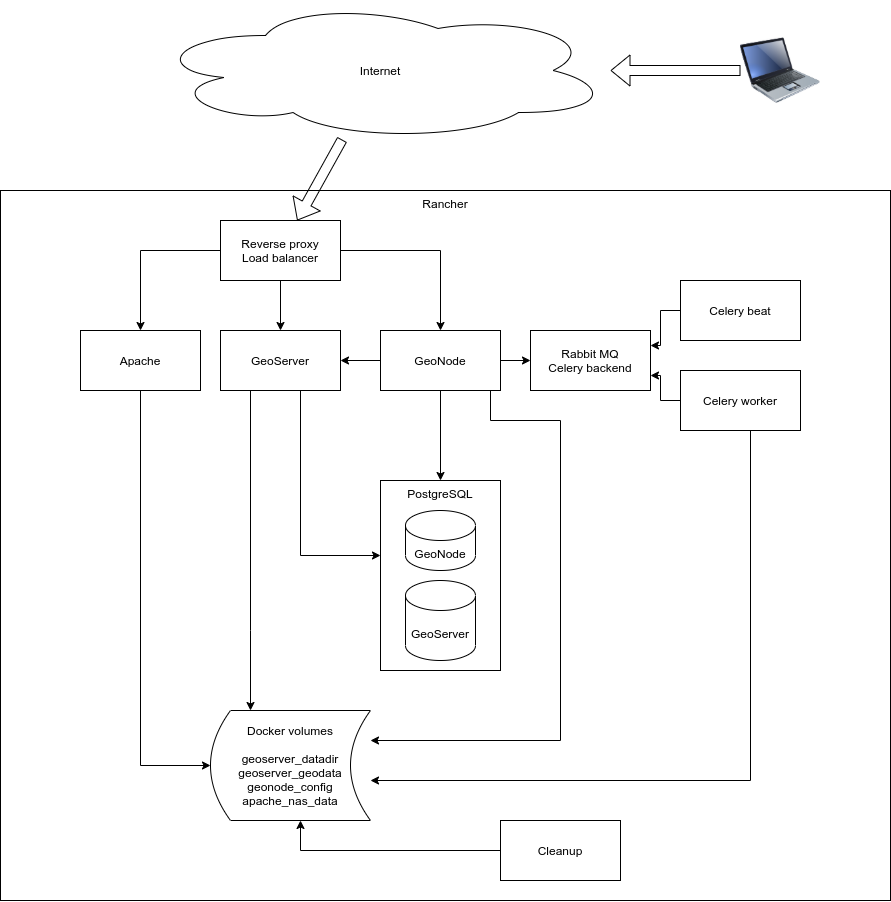 Internet
Rancher
Reverse proxy
Load balancer
Celery beat
Apache
GeoServer
GeoNode
Rabbit MQ
Celery backend
Celery worker
PostgreSQL
GeoNode
GeoServer
Docker volumes
geoserver_datadir
geoserver_geodata
geonode_config
apache_nas_data
Cleanup